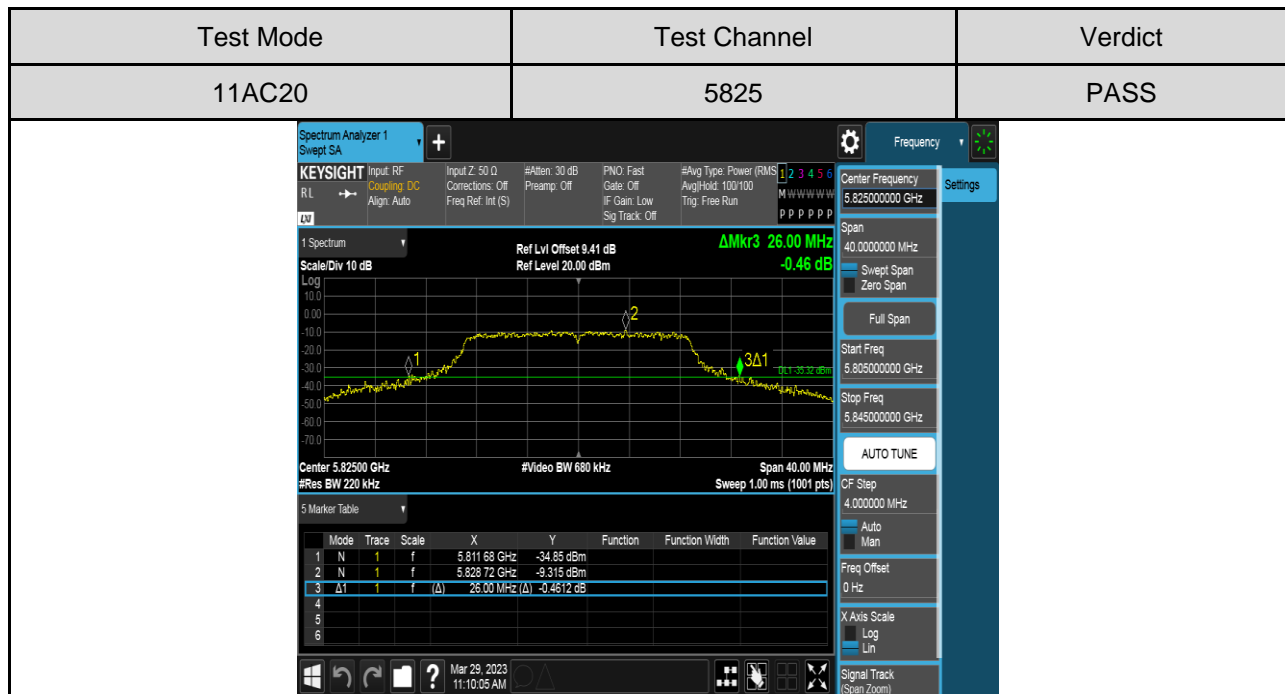 Test Mode Test Channel Verdict
11AC20 5825 PASS
Spectrum Analyzer 1
Swept SA
+
Frequency
KEYSIGHT
RL
LXI
Input: RF
Coupling: DC
Align: Auto
Input Z: 50 Ω
Corrections: Off
Freq Ref: Int (S)
#Atten: 30 dB
Preamp: Off
PNO: Fast
Gate: Off
IF Gain: Low
Sig Track: Off
#Avg Type: Power (RMS
Avg|Hold: 100/100
Trig: Free Run
1 2 3 4 5 6
M W W W W W
P P P P P P
1 Spectrum
Scale/Div 10 dB
Ref Lvl Offset 9.41 dB
Ref Level 20.00 dBm
ΔMkr3 26.00 MHz
-0.46 dB
Log
10.0
0.00
-10.0
-20.0
-30.0
-40.0
-50.0
-60.0
-70.0
1
2
3Δ1
DL1 -35.32 dBm
Center 5.82500 GHz
#Res BW 220 kHz
#Video BW 680 kHz
Span 40.00 MHz
Sweep 1.00 ms (1001 pts)
5 Marker Table
Mode Trace Scale X Y Function Function Width Function Value
1 N 1 f 5.811 68 GHz -34.85 dBm
2 N 1 f 5.828 72 GHz -9.315 dBm
3 Δ1 1 f (Δ) 26.00 MHz (Δ) -0.4612 dB
4
5
6
?
Mar 29, 2023
11:10:05 AM
Center Frequency
5.825000000 GHz
Settings
Span
40.0000000 MHz
Swept Span
Zero Span
Full Span
Start Freq
5.805000000 GHz
Stop Freq
5.845000000 GHz
AUTO TUNE
CF Step
4.000000 MHz
Auto
Man
Freq Offset
0 Hz
X Axis Scale
Log
Lin
Signal Track
(Span Zoom)